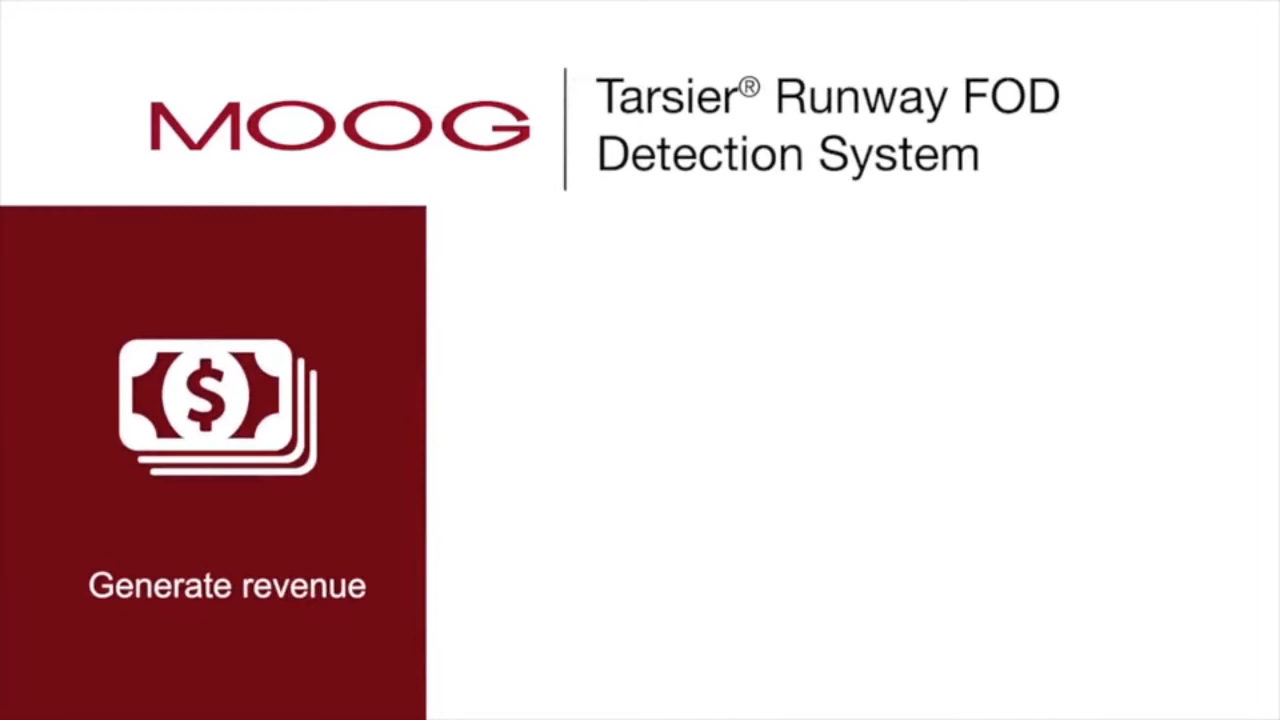 MOOG
Tarsier® Runway FOD
Detection System
$
Generate revenue